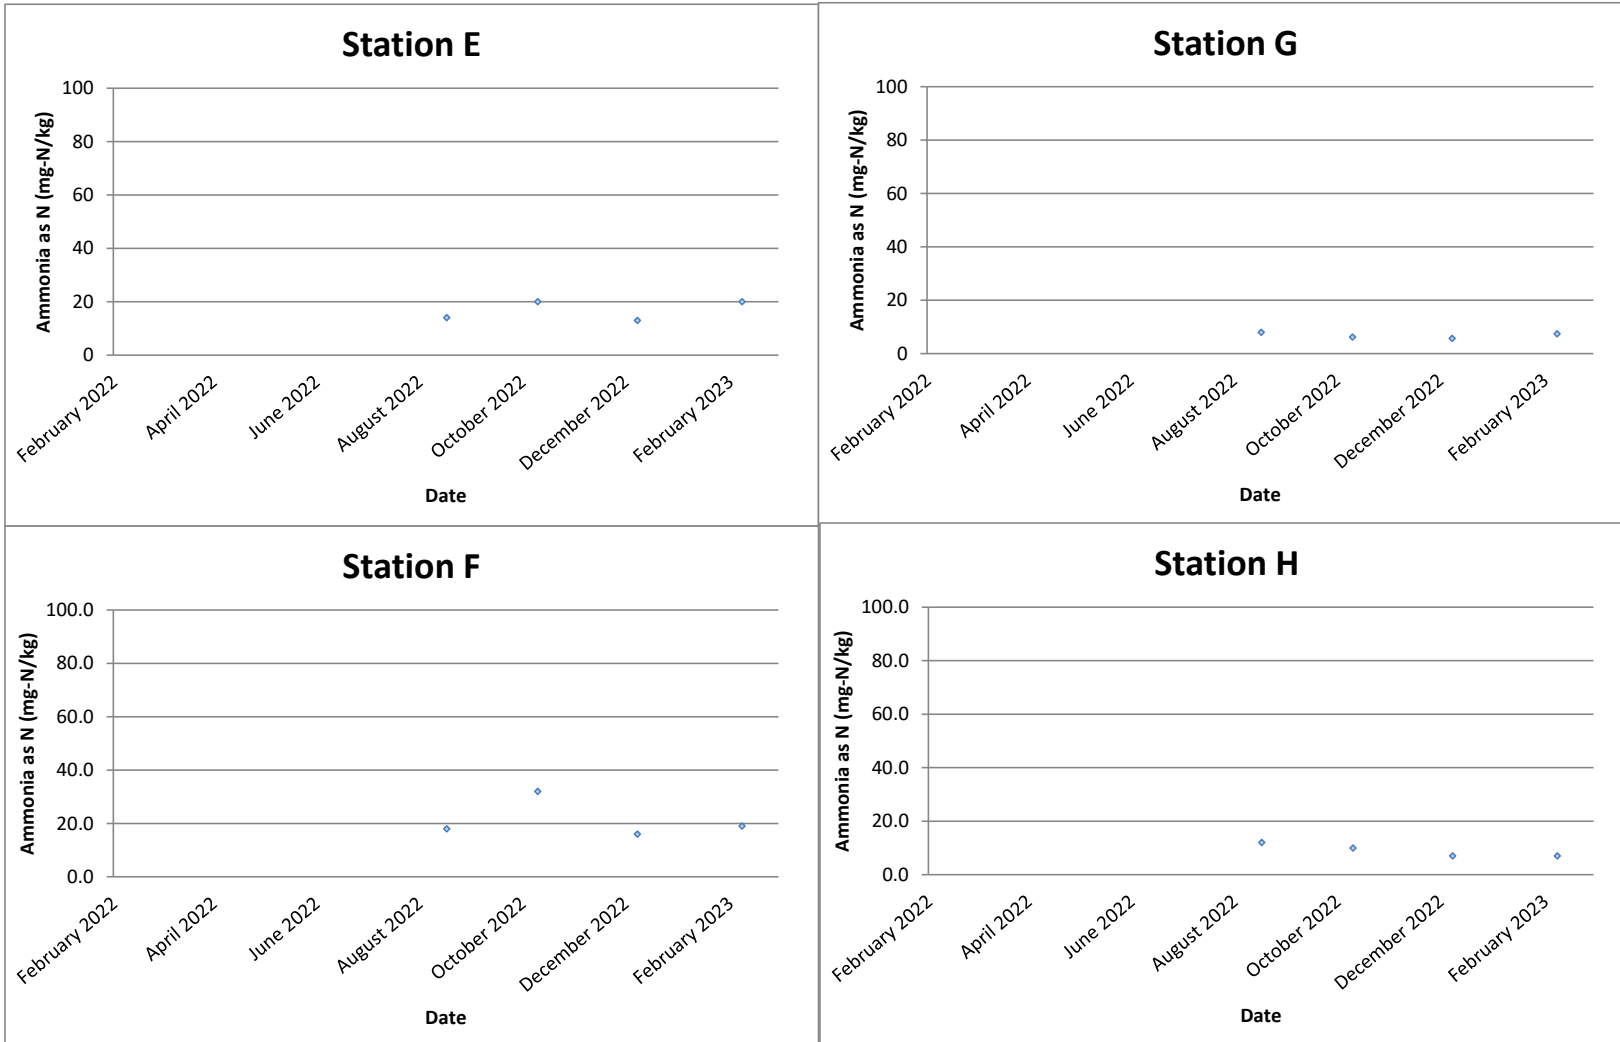 Station E
Ammonia as N (mg-N/kg)
100
80
60
40
20
0
February 2022
April 2022
June 2022
August 2022
October 2022
December 2022
February 2023
Date
Station G
Ammonia as N (mg-N/kg)
100
80
60
40
20
0
February 2022
April 2022
June 2022
August 2022
October 2022
December 2022
February 2023
Date
Station F
Ammonia as N (mg-N/kg)
100.0
80.0
60.0
40.0
20.0
0.0
February 2022
April 2022
June 2022
August 2022
October 2022
December 2022
February 2023
Date
Station H
Ammonia as N (mg-N/kg)
100.0
80.0
60.0
40.0
20.0
0.0
February 2022
April 2022
June 2022
August 2022
October 2022
December 2022
February 2023
Date